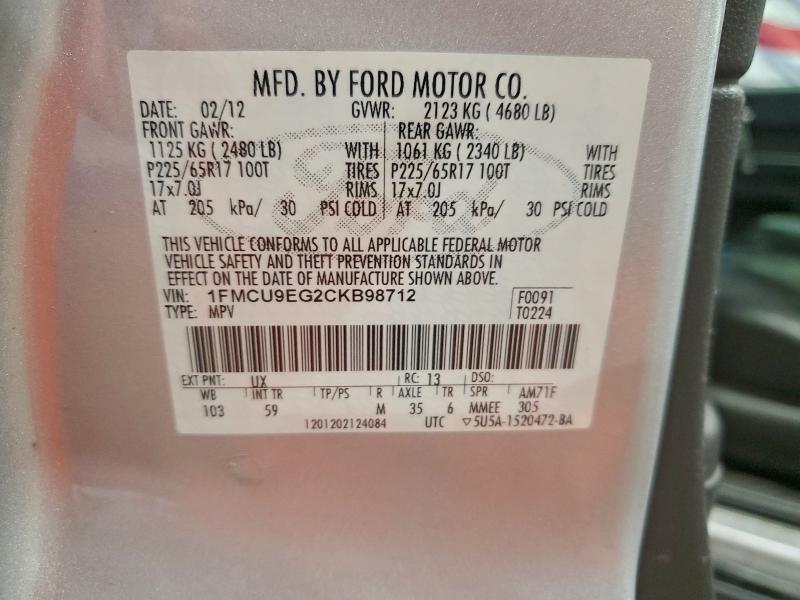 MFD. BY FORD MOTOR CO.
DATE: 02/12 GVWR: 2123 KG ( 4680 LB)
FRONT GAWR: REAR GAWR:
1125 KG ( 2480 LB) WITH 1061 KG ( 2340 LB) WITH
P225/65R17 100T TIRES P225/65R17 100T TIRES
17x7.0J RIMS 17x7.0J RIMS
AT 205 kPa/ 30 PSI COLD AT 205 kPa/ 30 PSI COLD
Ford
THIS VEHICLE CONFORMS TO ALL APPLICABLE FEDERAL MOTOR
VEHICLE SAFETY AND THEFT PREVENTION STANDARDS IN
EFFECT ON THE DATE OF MANUFACTURE SHOWN ABOVE.
VIN: 1FMCU9EG2CKB98712 F0091
TYPE: MPV T0224
EXT PNT: UX RC: 13 DSO:
WB INT TR TP/PS R AXLE TR SPR AM71F
103 59 M 35 6 MMEE 305
1201202124084 UTC ▽5U5A-1520472-BA